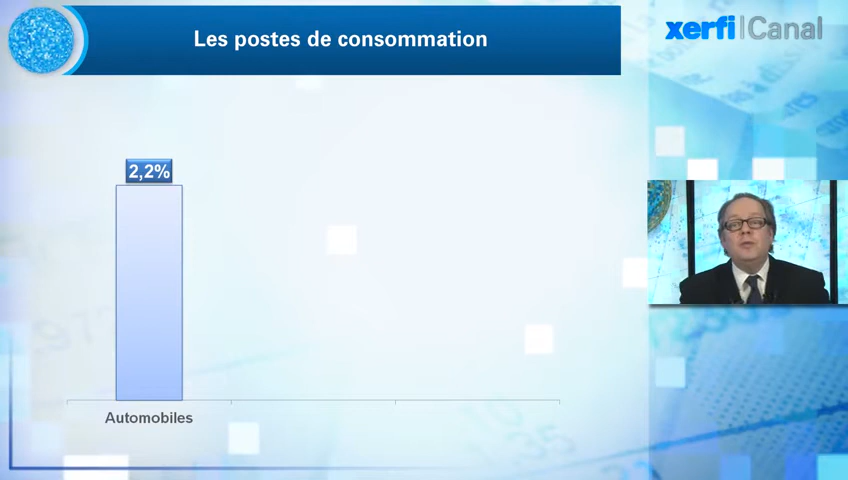 Les postes de consommation
xerfi|Canal
2,2%
Automobiles